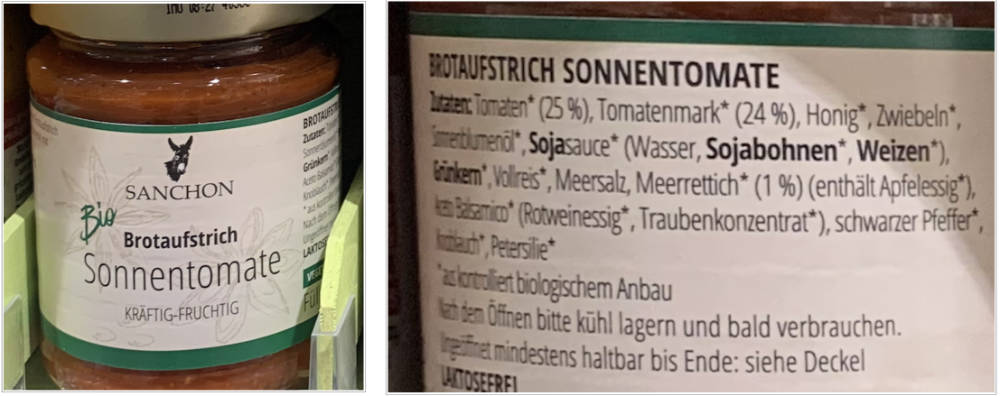 SANCHON
Bio
Brotaufstrich
Sonnentomate
KRÄFTIG-FRUCHTIG
BROTAUFSTRICH SONNENTOMATE
Zutaten: Tomaten* (25 %), Tomatenmark* (24 %), Honig*, Zwiebeln*,
Sonnenblumenöl*, Sojasauce* (Wasser, Sojabohnen*, Weizen*),
Grünkern*, Vollreis*, Meersalz, Meerrettich* (1 %) (enthält Apfelessig*),
Aceto Balsamico* (Rotweinessig*, Traubenkonzentrat*), schwarzer Pfeffer*,
Knoblauch*, Petersilie*
*aus kontrolliert biologischem Anbau
Nach dem Öffnen bitte kühl lagern und bald verbrauchen.
Ungeöffnet mindestens haltbar bis Ende: siehe Deckel
LAKTOSEFREI